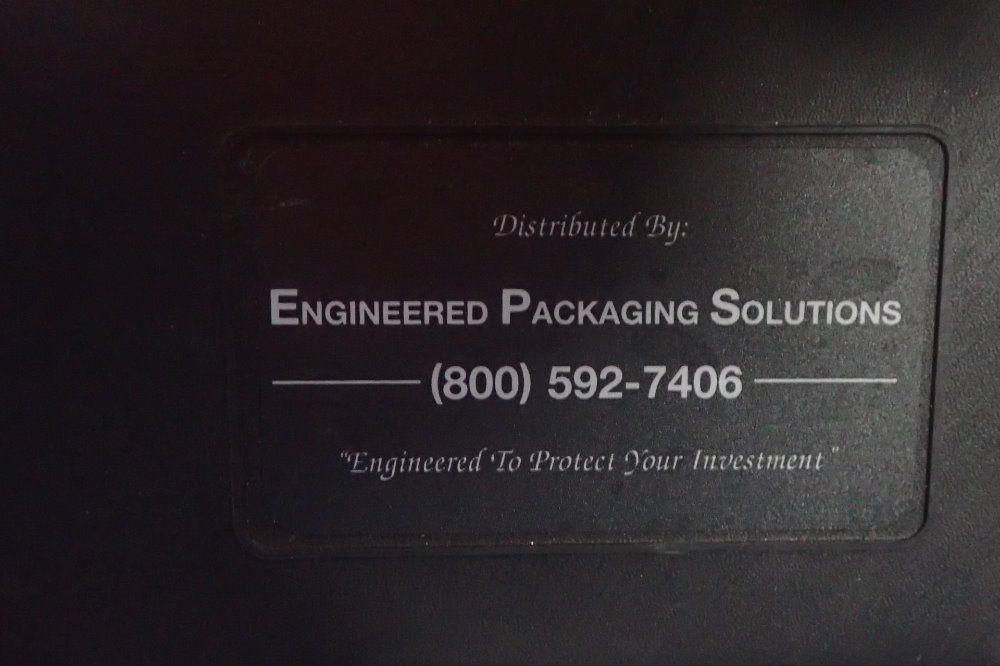 Distributed By:
ENGINEERED PACKAGING SOLUTIONS
(800) 592-7406
"Engineered To Protect Your Investment"